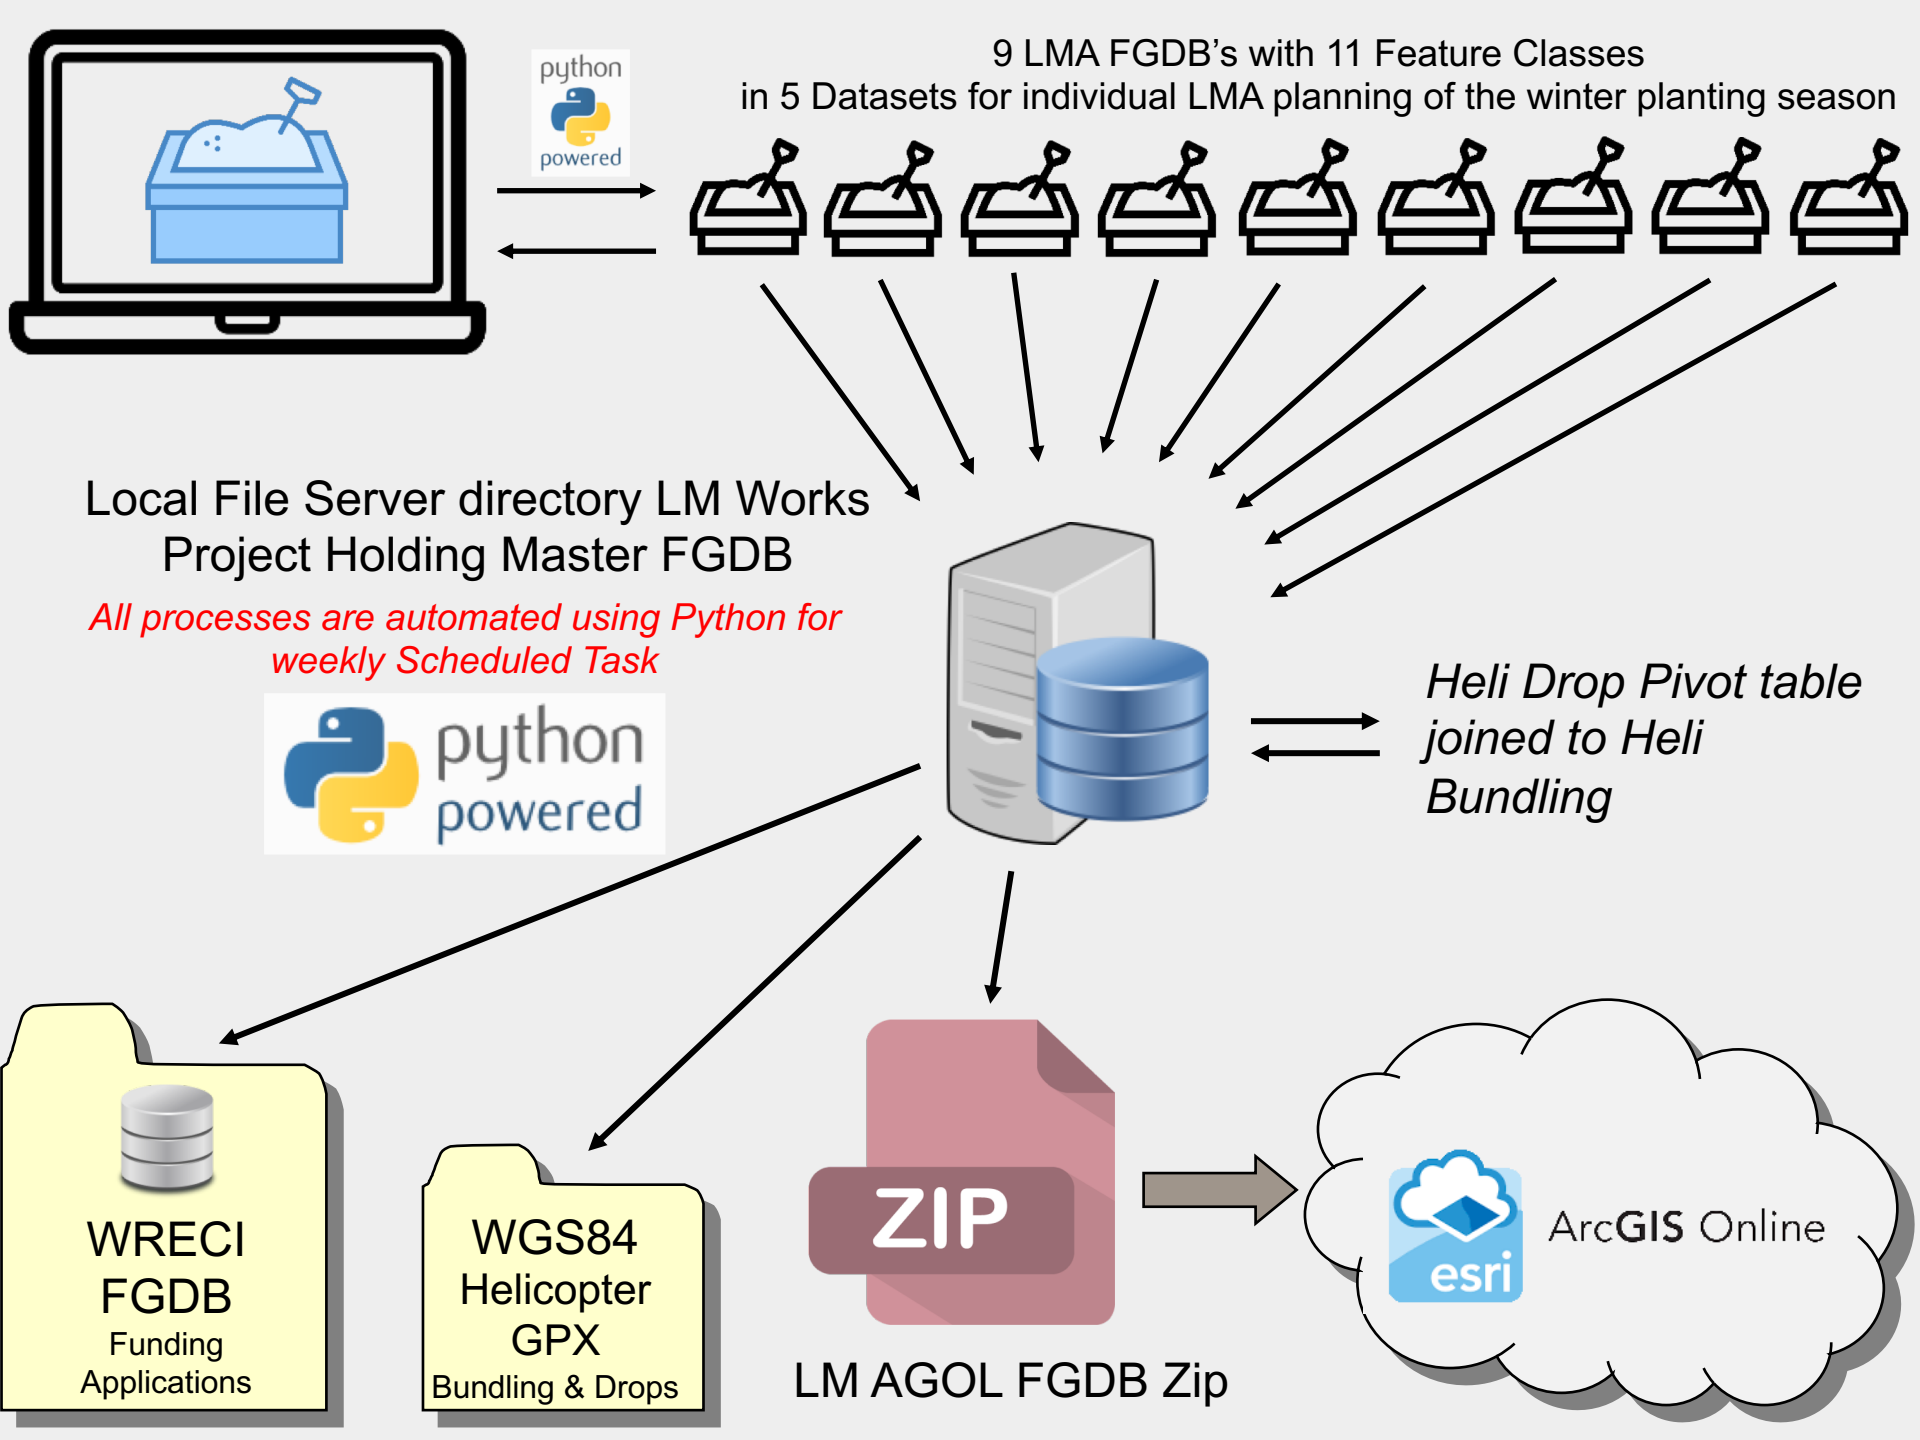 python
powered
9 LMA FGDB's with 11 Feature Classes
in 5 Datasets for individual LMA planning of the winter planting season
Local File Server directory LM Works
Project Holding Master FGDB
All processes are automated using Python for
weekly Scheduled Task
python
powered
Heli Drop Pivot table
joined to Heli
Bundling
WRECI
FGDB
Funding
Applications
WGS84
Helicopter
GPX
Bundling & Drops
ZIP
LM AGOL FGDB Zip
esri
ArcGIS Online